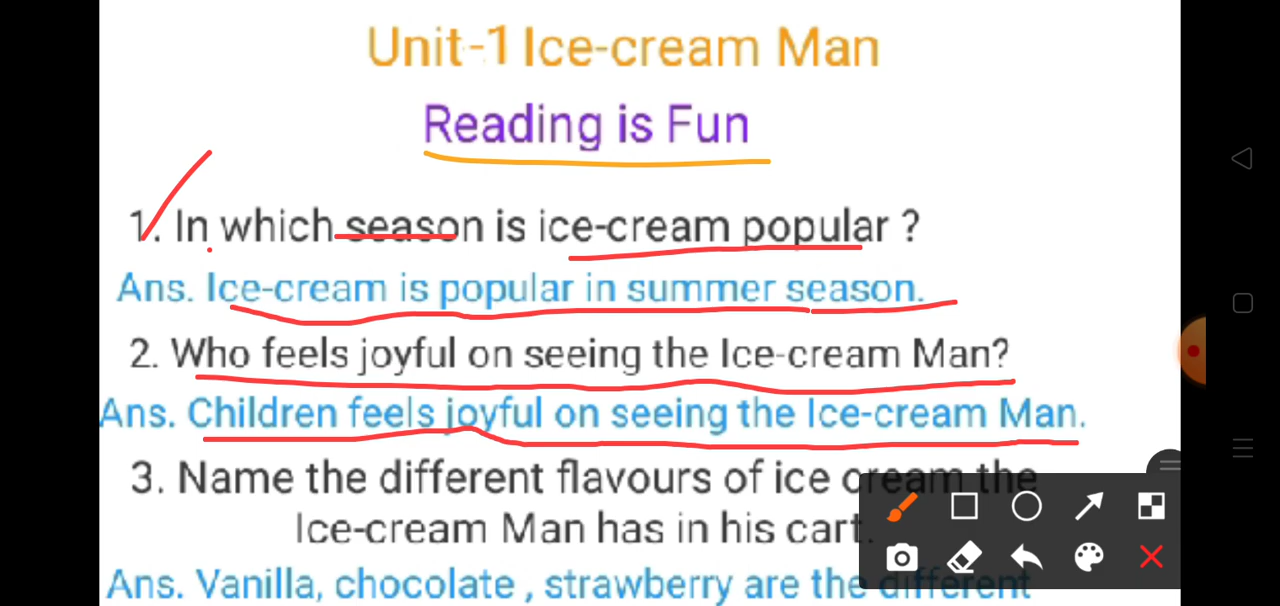 Unit-1 Ice-cream Man
Reading is Fun
1. In which season is ice-cream popular ?
Ans. Ice-cream is popular in summer season.
2. Who feels joyful on seeing the Ice-cream Man?
Ans. Children feels joyful on seeing the Ice-cream Man.
3. Name the different flavours of ice cream the
Ice-cream Man has in his cart.
Ans. Vanilla, chocolate , strawberry are the different